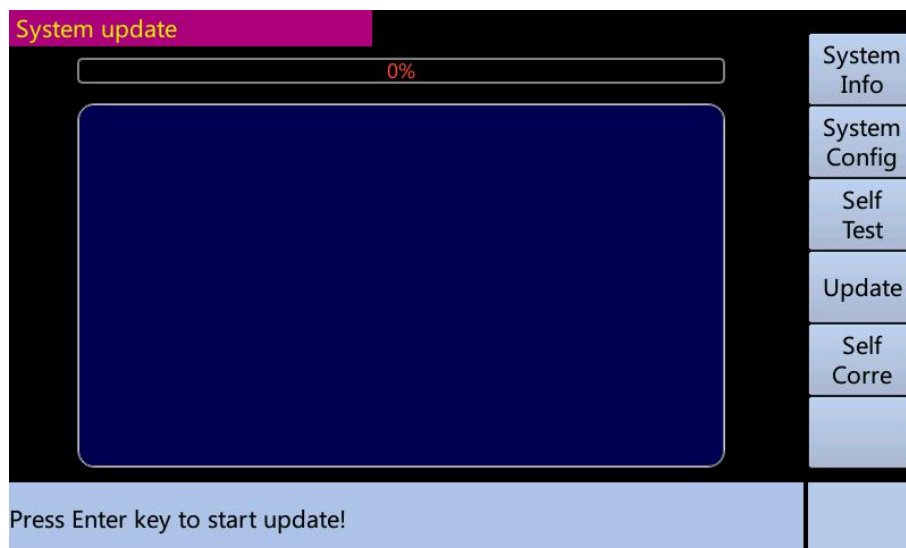 System update
0%
System
Info
System
Config
Self
Test
Update
Self
Corre
Press Enter key to start update!